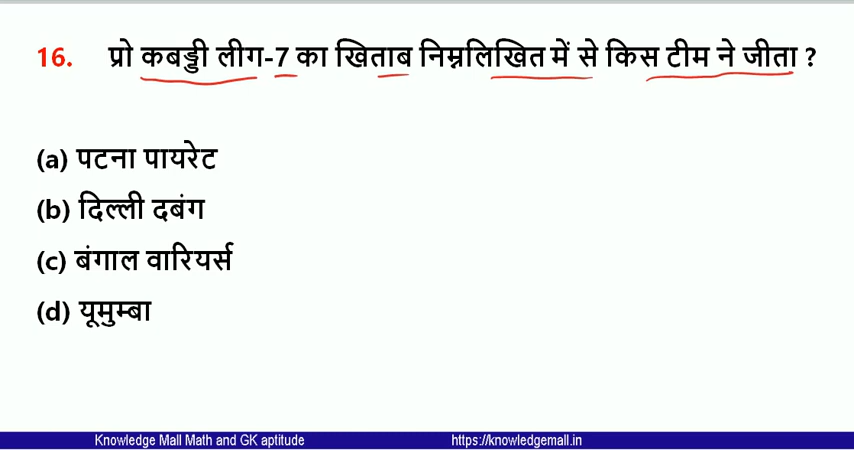 16. प्रो कबड्डी लीग-7 का खिताब निम्नलिखित में से किस टीम ने जीता ?
(a) पटना पायरेट
(b) दिल्ली दबंग
(c) बंगाल वारियर्स
(d) यूमुम्बा
Knowledge Mall Math and GK aptitude https://knowledgemall.in